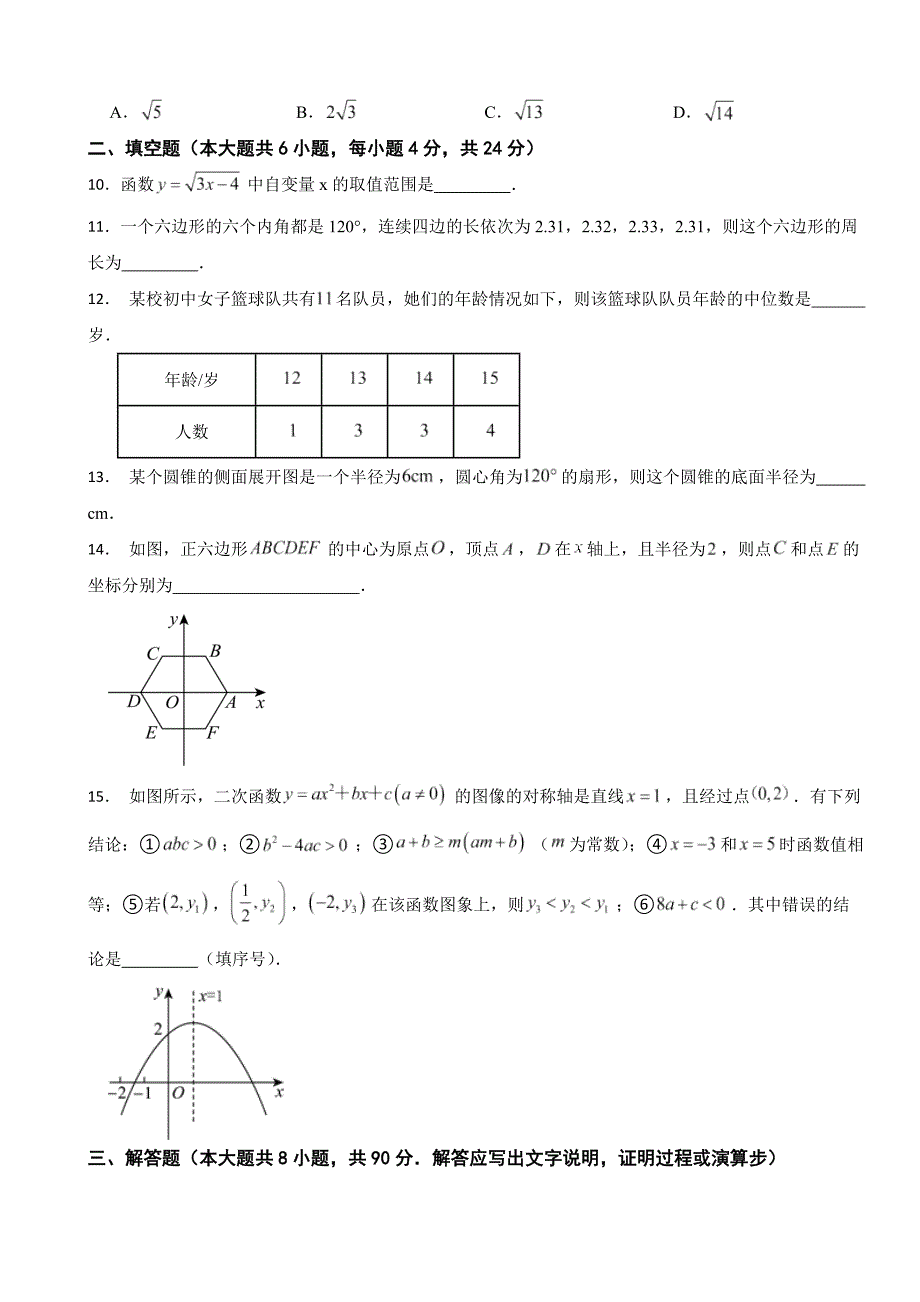 A．√5 B．2√3 C．√13 D．√14
二、填空题（本大题共 6 小题，每小题 4 分，共 24 分）
10．函数 y=√(3x−4) 中自变量 x 的取值范围是_________．
11．一个六边形的六个内角都是 120°，连续四边的长依次为 2.31，2.32，2.33，2.31，则这个六边形的周
长为_________．
12． 某校初中女子篮球队共有11名队员，她们的年龄情况如下，则该篮球队队员年龄的中位数是______
岁．
年龄/岁 12 13 14 15
人数 1 3 3 4
13． 某个圆锥的侧面展开图是一个半径为6cm，圆心角为120°的扇形，则这个圆锥的底面半径为______
cm．
14． 如图，正六边形 ABCDEF 的中心为原点 O，顶点 A，D 在 x 轴上，且半径为 2，则点 C 和点 E 的
坐标分别为______________________．
y
C B
D O A x
E F
15． 如图所示，二次函数 y=ax²+bx+c(a≠0) 的图像的对称轴是直线 x=1，且经过点(0,2)．有下列
结论：①abc>0；②b²−4ac>0；③a+b≥m(am+b)（m 为常数）；④x=−3 和 x=5 时函数值相
等；⑤若(2,y₁)，(1/2,y₂)，(−2,y₃)在该函数图象上，则 y₃<y₂<y₁；⑥8a+c<0．其中错误的结
论是_________（填序号）．
y x=1
2
−2 −1 O x
三、解答题（本大题共 8 小题，共 90 分．解答应写出文字说明，证明过程或演算步）